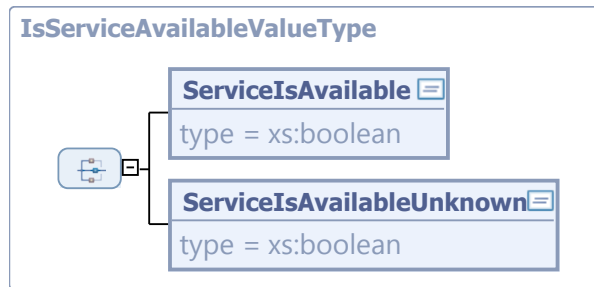 IsServiceAvailableValueType
ServiceIsAvailable
type = xs:boolean
ServiceIsAvailableUnknown
type = xs:boolean